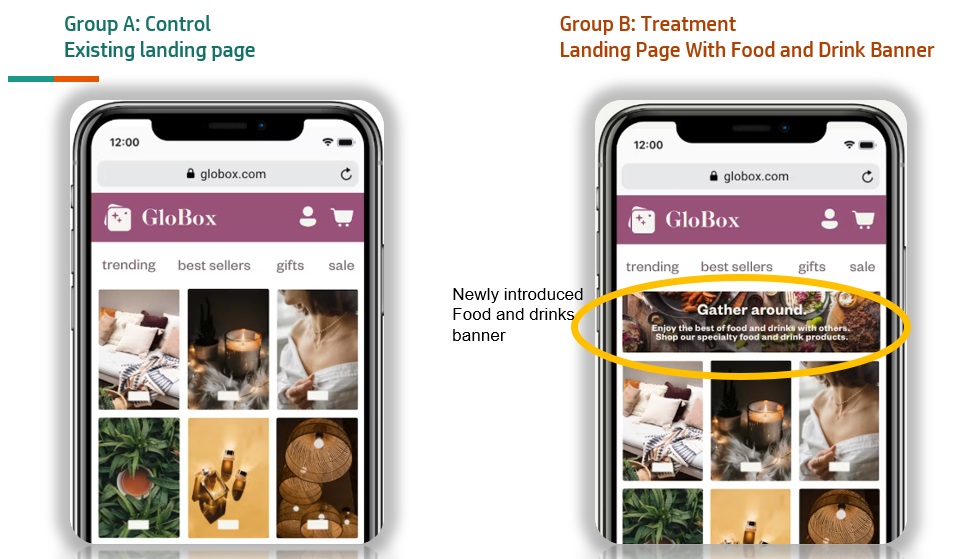 Group A: Control
Existing landing page
Group B: Treatment
Landing Page With Food and Drink Banner
12:00
globox.com
GloBox
trending best sellers gifts sale
Newly introduced
Food and drinks
banner
12:00
globox.com
GloBox
trending best sellers gifts sale
Gather around.
Enjoy the best of food and drinks with others.
Shop our specialty food and drink products.